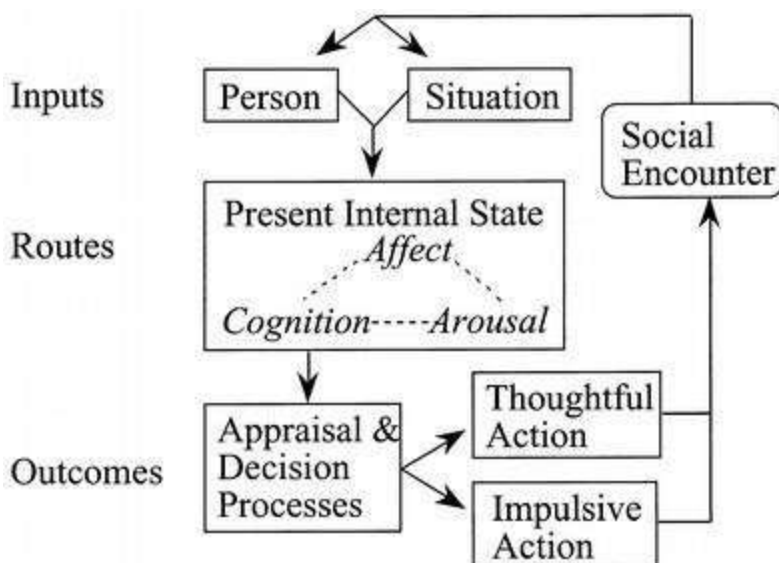 Inputs
Person
Situation
Social
Encounter
Routes
Present Internal State
Affect
Cognition
Arousal
Outcomes
Appraisal &
Decision
Processes
Thoughtful
Action
Impulsive
Action